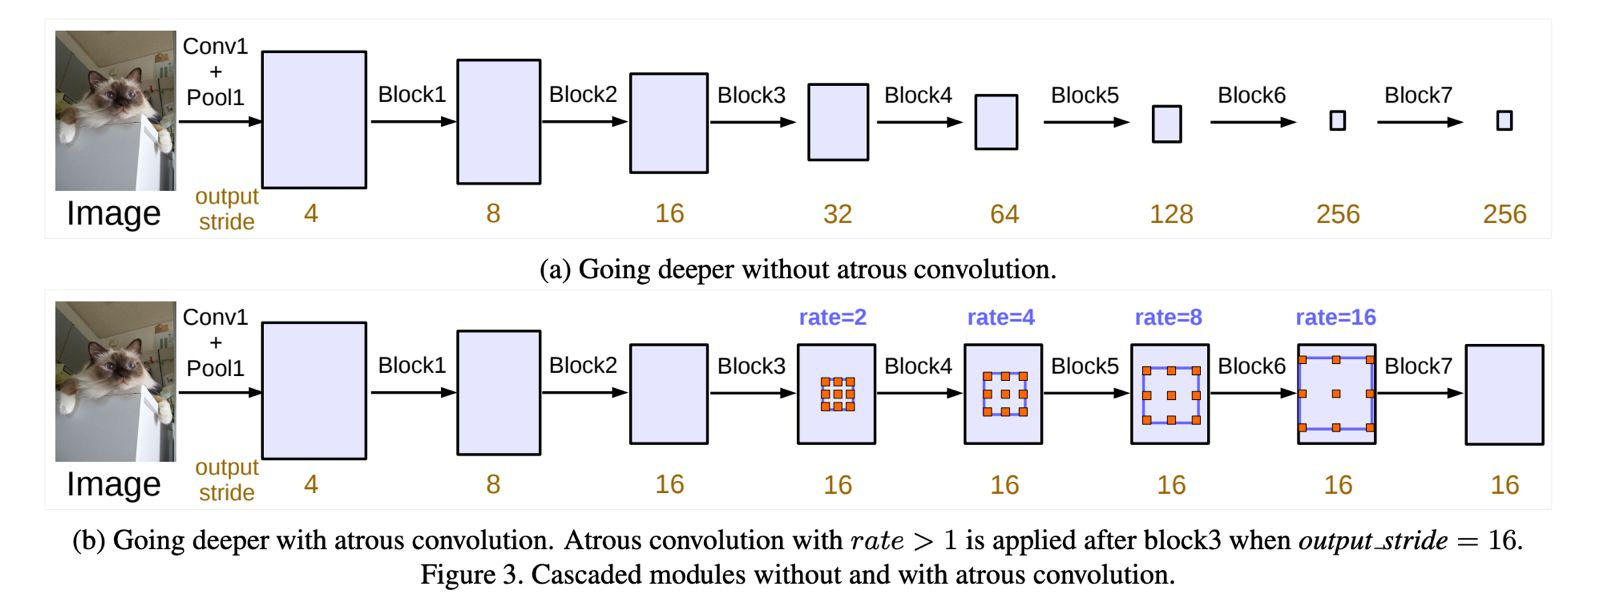 Conv1
+
Pool1
Block1
Block2
Block3
Block4
Block5
Block6
Block7
Image
output
stride
4
8
16
32
64
128
256
256
(a) Going deeper without atrous convolution.
rate=2
rate=4
rate=8
rate=16
Conv1
+
Pool1
Block1
Block2
Block3
Block4
Block5
Block6
Block7
Image
output
stride
4
8
16
16
16
16
16
16
(b) Going deeper with atrous convolution. Atrous convolution with rate > 1 is applied after block3 when output_stride = 16.
Figure 3. Cascaded modules without and with atrous convolution.